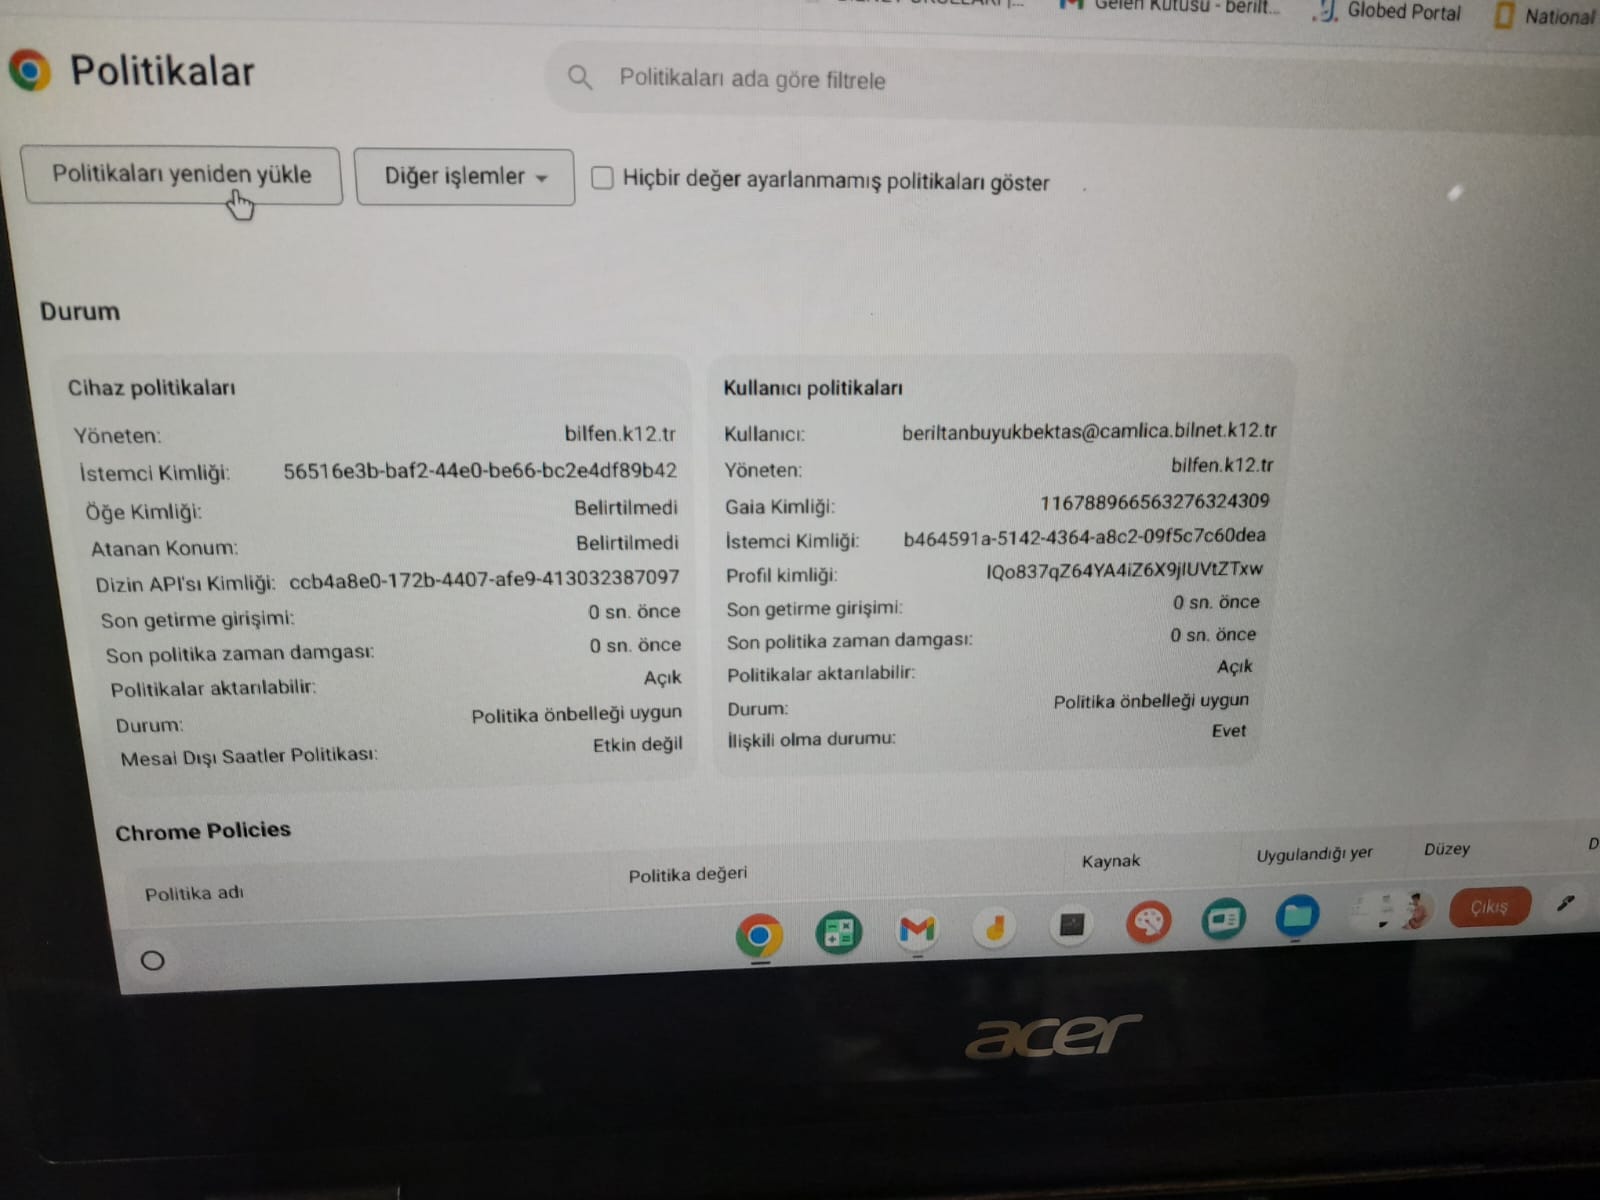 Gelen Kutusu - berilt...
Globed Portal
National
Politikalar
Politikaları ada göre filtrele
Politikaları yeniden yükle
Diğer işlemler
Hiçbir değer ayarlanmamış politikaları göster
Durum
Cihaz politikaları
Yöneten: bilfen.k12.tr
İstemci Kimliği: 56516e3b-baf2-44e0-be66-bc2e4df89b42
Öğe Kimliği: Belirtilmedi
Atanan Konum: Belirtilmedi
Dizin API'sı Kimliği: ccb4a8e0-172b-4407-afe9-413032387097
Son getirme girişimi: 0 sn. önce
Son politika zaman damgası: 0 sn. önce
Politikalar aktarılabilir: Açık
Durum: Politika önbelleği uygun
Mesai Dışı Saatler Politikası: Etkin değil
Kullanıcı politikaları
Kullanıcı: beriltanbuyukbektas@camlica.bilnet.k12.tr
Yöneten: bilfen.k12.tr
Gaia Kimliği: 116788966563276324309
İstemci Kimliği: b464591a-5142-4364-a8c2-09f5c7c60dea
Profil kimliği: IQo837qZ64YA4iZ6X9jlUVtZTxw
Son getirme girişimi: 0 sn. önce
Son politika zaman damgası: 0 sn. önce
Politikalar aktarılabilir: Açık
Durum: Politika önbelleği uygun
İlişkili olma durumu: Evet
Chrome Policies
Politika adı Politika değeri Kaynak Uygulandığı yer Düzey D
Çıkış
acer